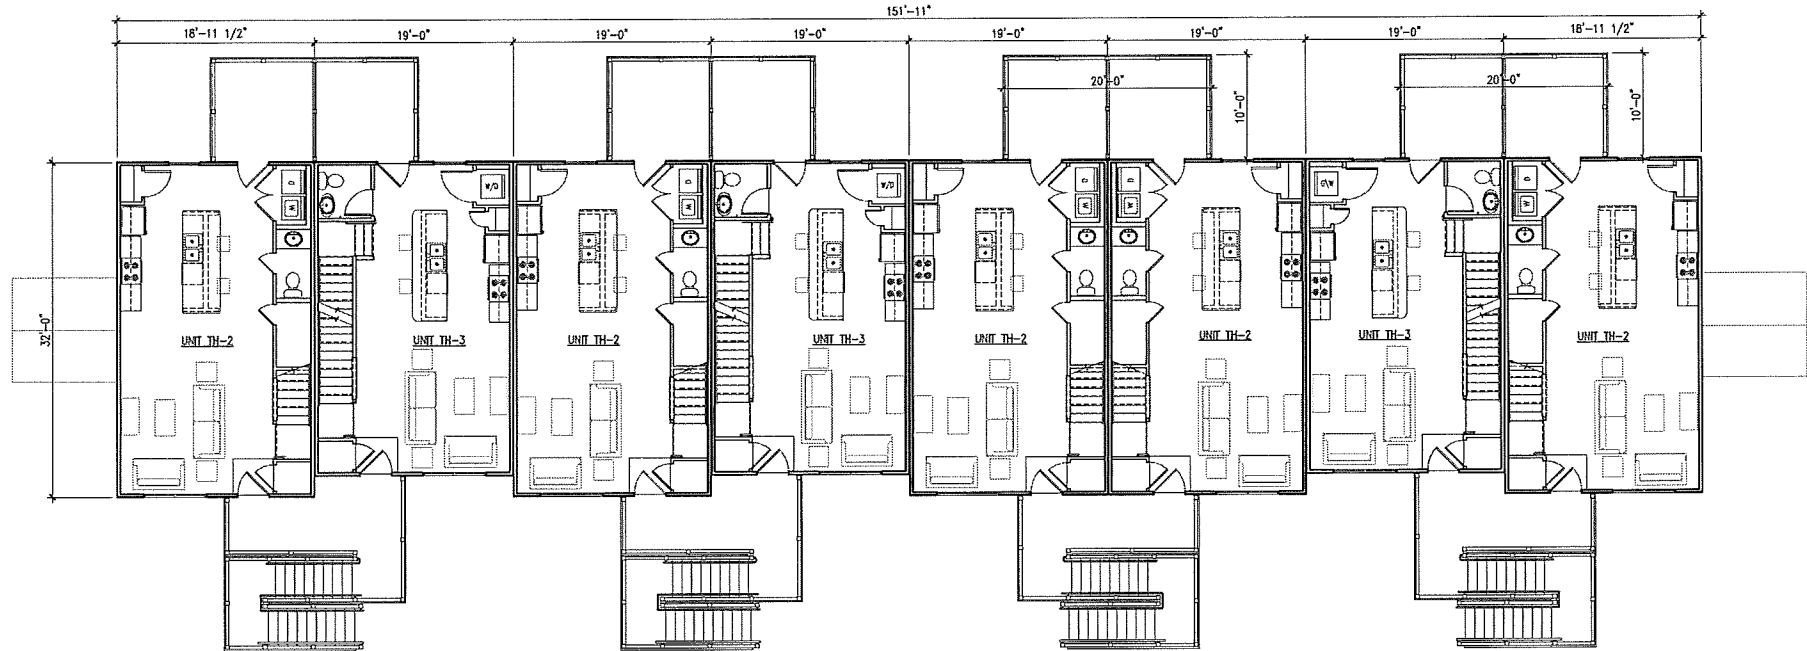 151'-11"
18'-11 1/2" 19'-0" 19'-0" 19'-0" 19'-0" 19'-0" 19'-0" 18'-11 1/2"
20'-0" 10'-0" 20'-0" 10'-0"
D W/D D W/D D D W/D D
W W W W W
32'-0"
UNIT TH-2 UNIT TH-3 UNIT TH-2 UNIT TH-3 UNIT TH-2 UNIT TH-2 UNIT TH-3 UNIT TH-2